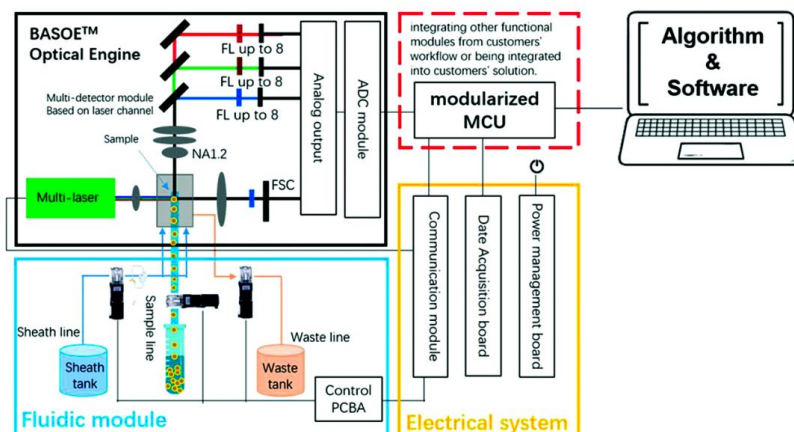 BASOE™
Optical Engine
FL up to 8
FL up to 8
Multi-detector module
Based on laser channel
FL up to 8
Sample
NA1.2
Multi-laser
FSC
Analog output
ADC module
integrating other functional
modules from customers'
workflow or being integrated
into customers' solution.
modularized
MCU
Algorithm
&
Software
Communication module
Date Acquisition board
Power management board
Electrical system
Sheath line
Sample line
Waste line
Sheath
tank
Waste
tank
Control
PCBA
Fluidic module